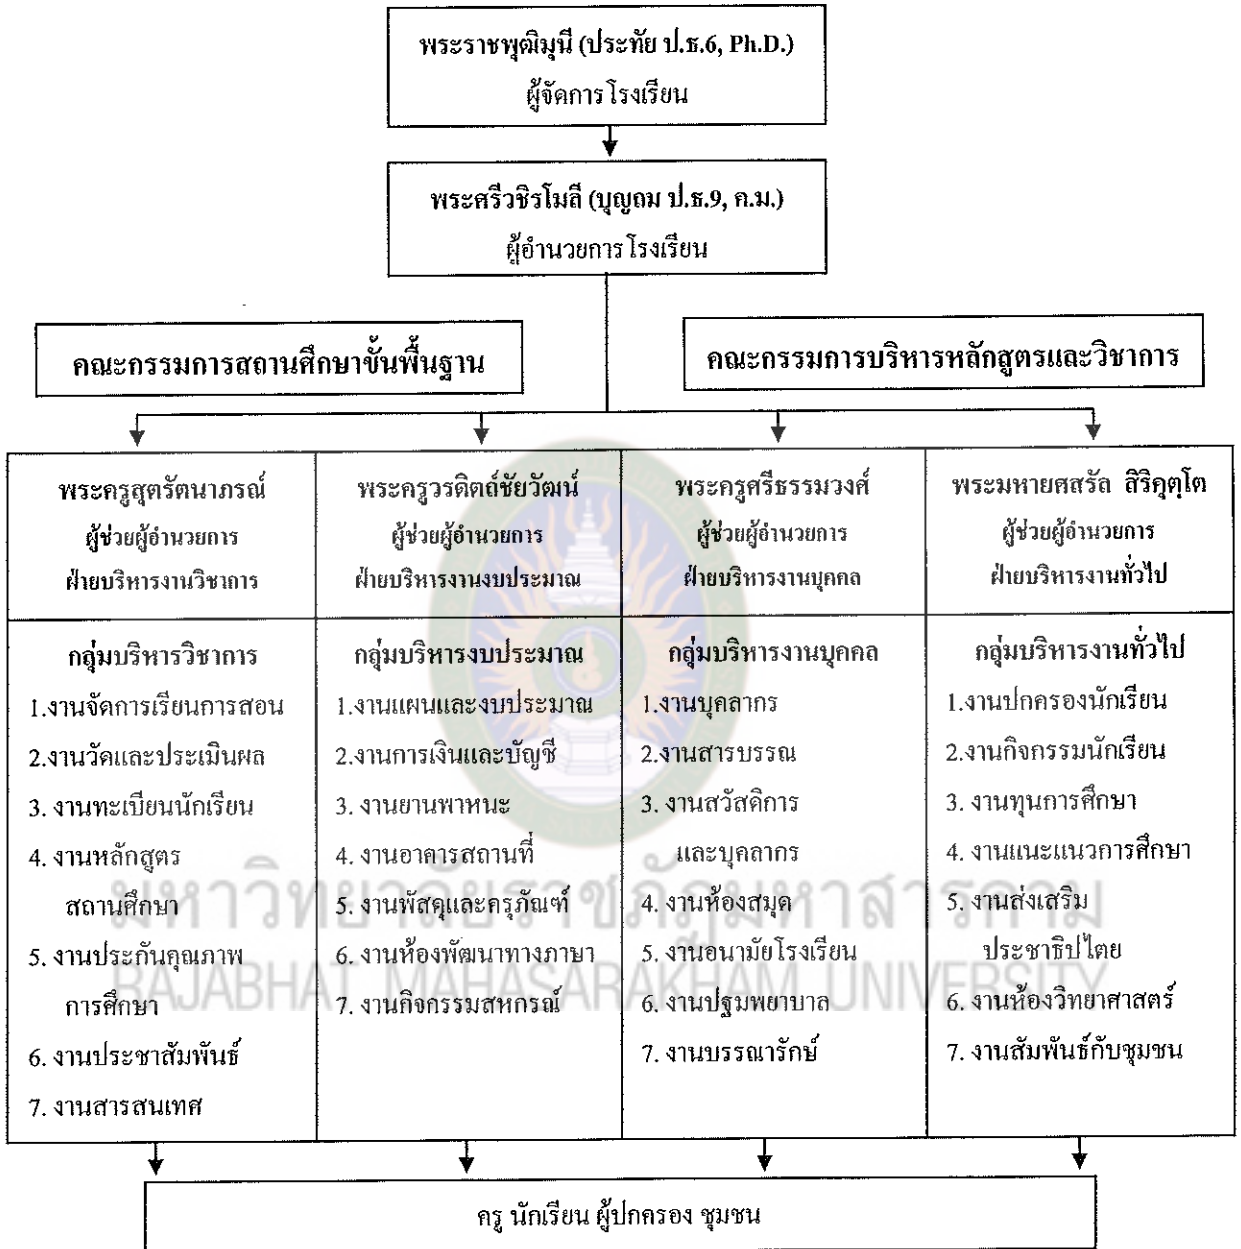 พระราชพุฒิมุนี (ประทัย ป.ธ.6, Ph.D.)
ผู้จัดการโรงเรียน
พระศรีวชิรโมลี (บุญถม ป.ธ.9, ค.ม.)
ผู้อำนวยการโรงเรียน
คณะกรรมการสถานศึกษาขั้นพื้นฐาน
คณะกรรมการบริหารหลักสูตรและวิชาการ
พระครูสุตรัตนาภรณ์
ผู้ช่วยผู้อำนวยการ
ฝ่ายบริหารงานวิชาการ
พระครูวรดิตถ์ชัยวัฒน์
ผู้ช่วยผู้อำนวยการ
ฝ่ายบริหารงานงบประมาณ
พระครูศรีธรรมวงศ์
ผู้ช่วยผู้อำนวยการ
ฝ่ายบริหารงานบุคคล
พระมหายศสรัล สิริคุตฺโต
ผู้ช่วยผู้อำนวยการ
ฝ่ายบริหารงานทั่วไป
กลุ่มบริหารวิชาการ
1.งานจัดการเรียนการสอน
2.งานวัดและประเมินผล
3. งานทะเบียนนักเรียน
4. งานหลักสูตร
สถานศึกษา
5. งานประกันคุณภาพ
การศึกษา
6. งานประชาสัมพันธ์
7. งานสารสนเทศ
กลุ่มบริหารงบประมาณ
1.งานแผนและงบประมาณ
2.งานการเงินและบัญชี
3. งานยานพาหนะ
4. งานอาคารสถานที่
5. งานพัสดุและครุภัณฑ์
6. งานห้องพัฒนาทางภาษา
7. งานกิจกรรมสหกรณ์
กลุ่มบริหารงานบุคคล
1.งานบุคลากร
2.งานสารบรรณ
3. งานสวัสดิการ
และบุคลากร
4. งานห้องสมุด
5. งานอนามัยโรงเรียน
6. งานปฐมพยาบาล
7. งานบรรณารักษ์
กลุ่มบริหารงานทั่วไป
1.งานปกครองนักเรียน
2.งานกิจกรรมนักเรียน
3. งานทุนการศึกษา
4. งานแนะแนวการศึกษา
5. งานส่งเสริม
ประชาธิปไตย
6. งานห้องวิทยาศาสตร์
7. งานสัมพันธ์กับชุมชน
มหาวิทยาลัยราชภัฏมหาสารคาม
RAJABHAT MAHASARAKHAM UNIVERSITY
ครู นักเรียน ผู้ปกครอง ชุมชน